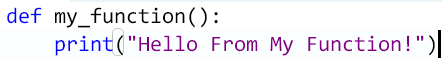 def my_function():
    print("Hello From My Function!")